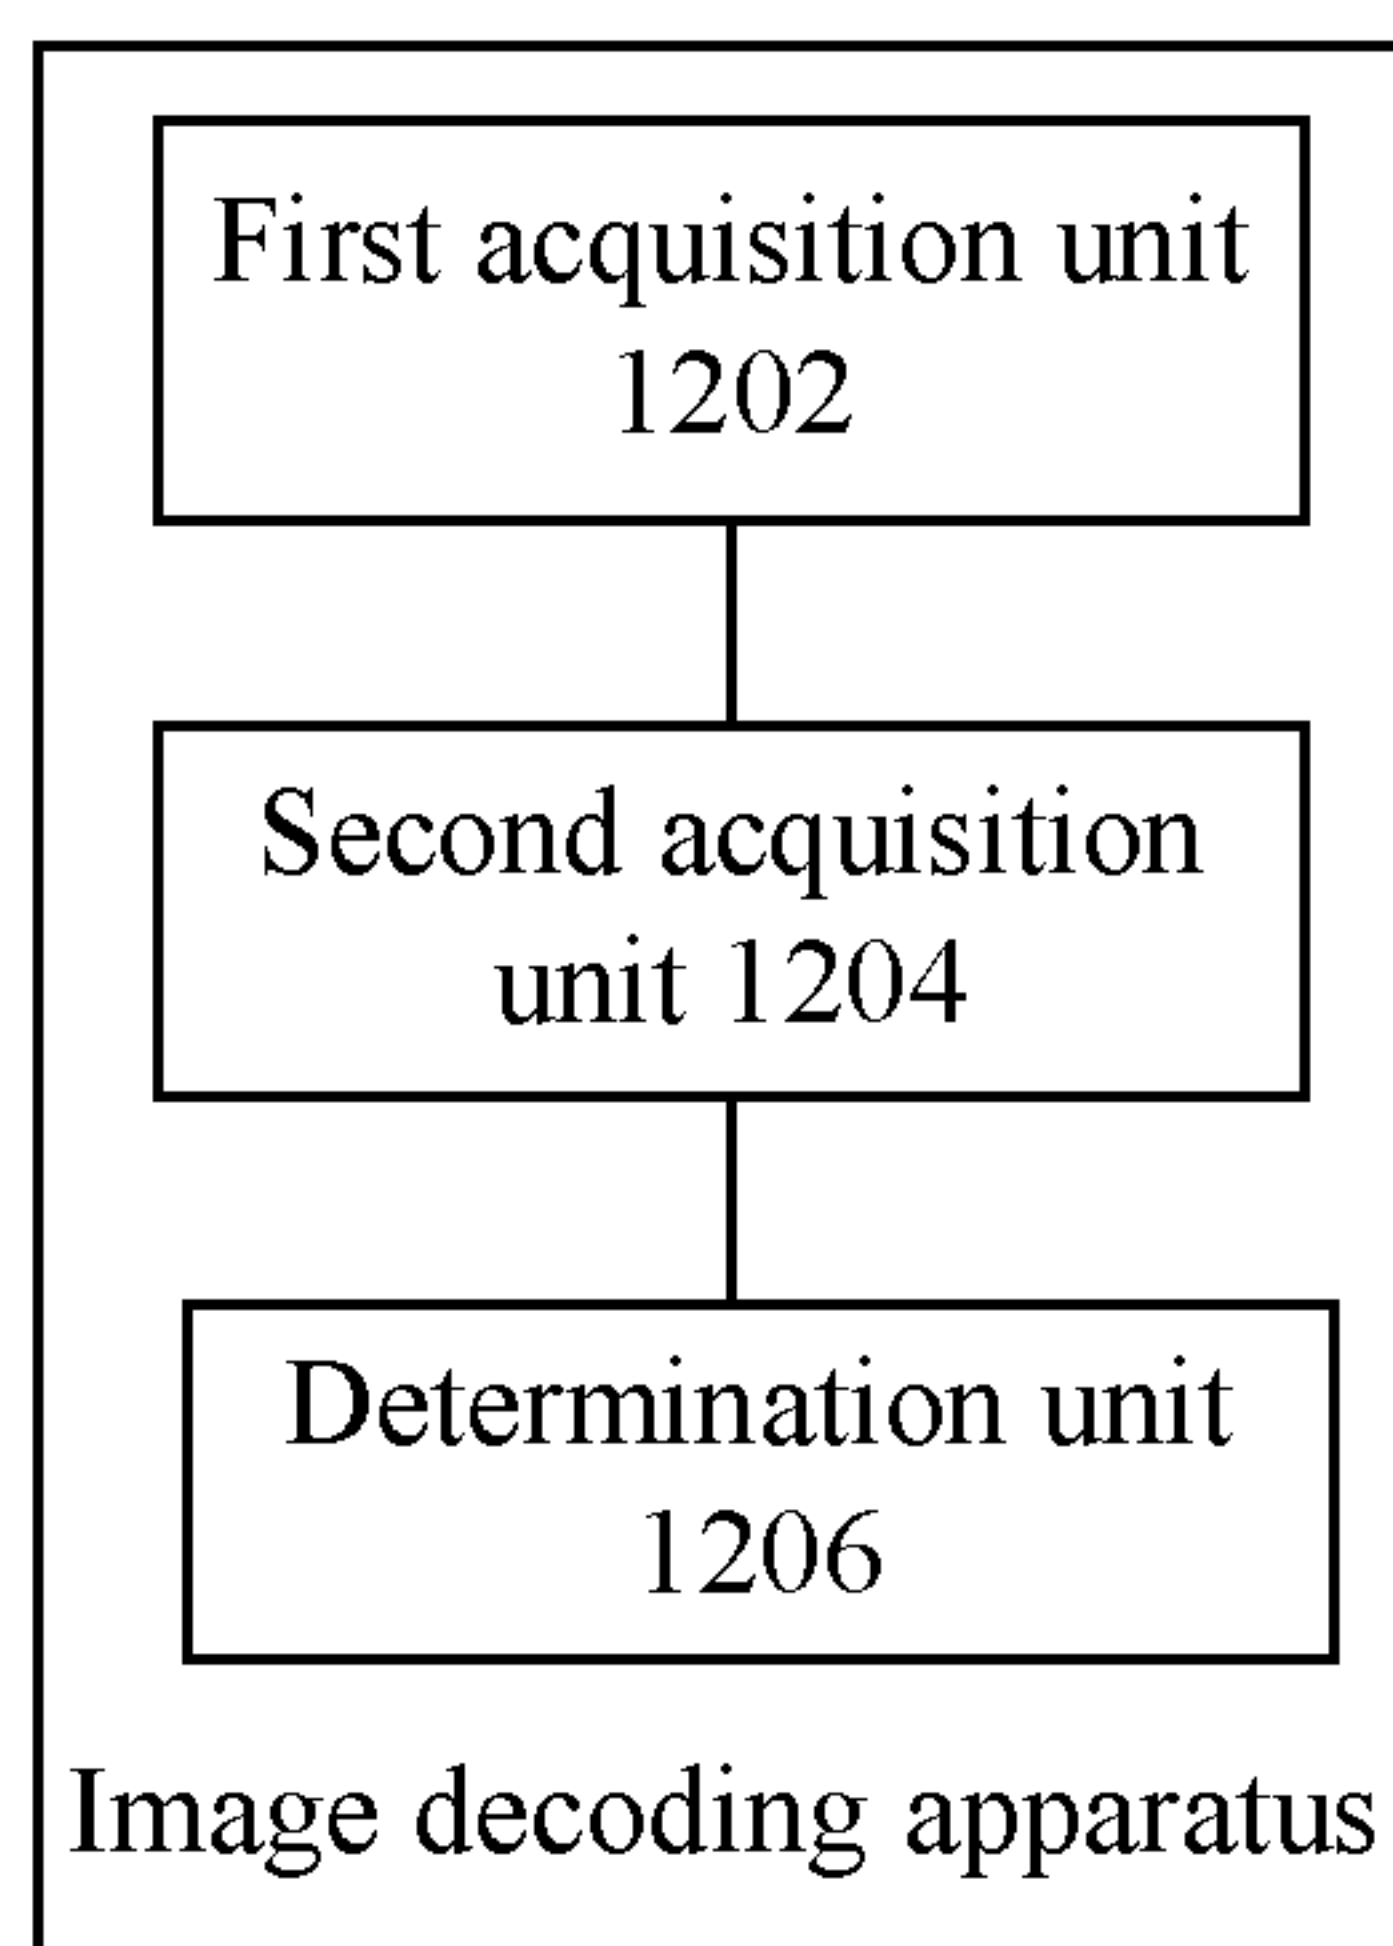 First acquisition unit
1202
Second acquisition
unit 1204
Determination unit
1206
Image decoding apparatus